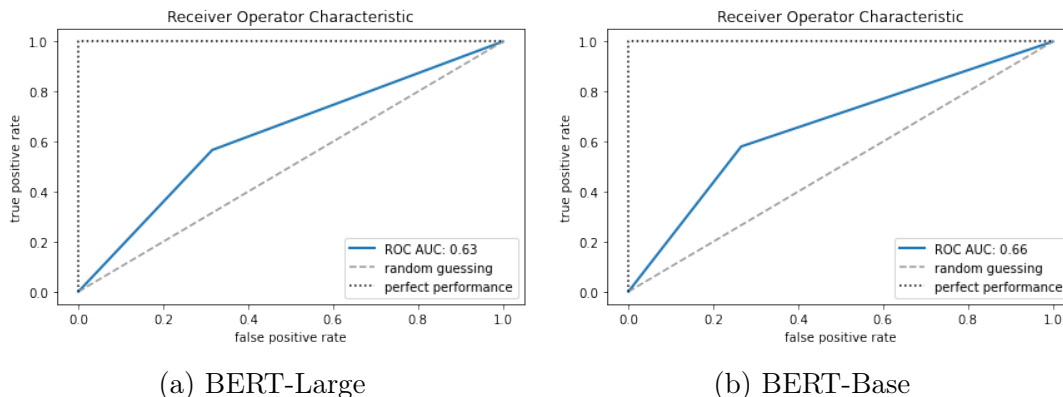 Receiver Operator Characteristic
1.0
0.8
0.6
0.4
0.2
0.0
true positive rate
ROC AUC: 0.63
random guessing
perfect performance
0.0 0.2 0.4 0.6 0.8 1.0
false positive rate
(a) BERT-Large
Receiver Operator Characteristic
1.0
0.8
0.6
0.4
0.2
0.0
true positive rate
ROC AUC: 0.66
random guessing
perfect performance
0.0 0.2 0.4 0.6 0.8 1.0
false positive rate
(b) BERT-Base